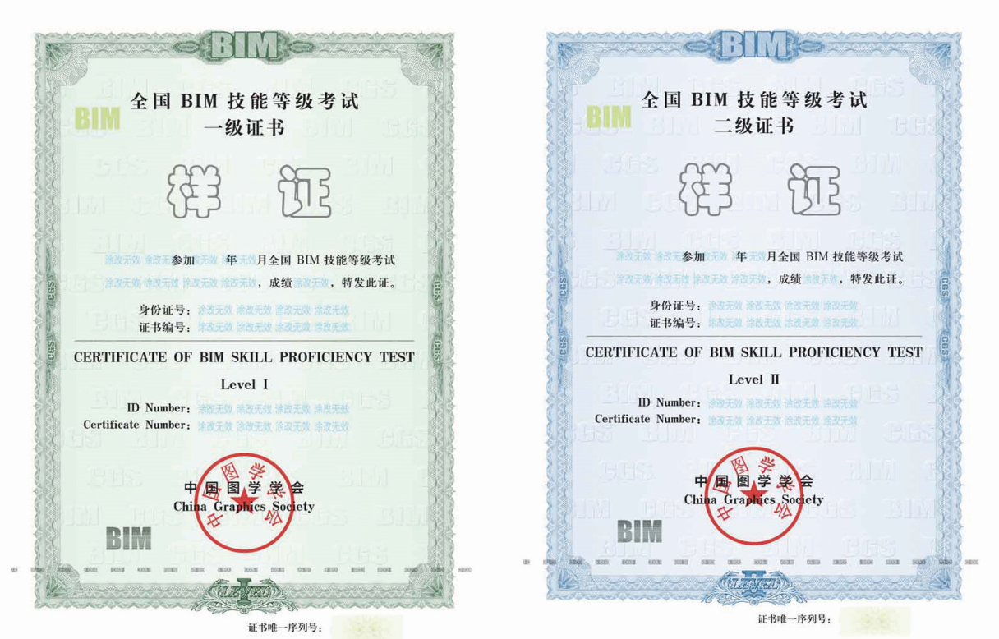 BIM
BIM
全国 BIM 技能等级考试
一级证书
样 证
涂改无效 涂改无效参加涂改无效 年涂改无效月全国 BIM 技能等级考试
涂改无效 涂改无效 涂改无效 涂改无效，成绩涂改无效，特发此证。
身份证号：涂改无效 涂改无效 涂改无效 涂改无效
证书编号：涂改无效 涂改无效 涂改无效 涂改无效
CERTIFICATE OF BIM SKILL PROFICIENCY TEST
Level Ⅰ
ID Number：涂改无效 涂改无效 涂改无效 涂改无效
Certificate Number：涂改无效 涂改无效 涂改无效 涂改无效
中国图学学会
中国图学学会
China Graphics Society
BIM
CGS
CGS
CGS
CGS
证书唯一序列号：
BIM
BIM
全国 BIM 技能等级考试
二级证书
样 证
涂改无效 涂改无效参加涂改无效 年涂改无效月全国 BIM 技能等级考试
涂改无效 涂改无效 涂改无效 涂改无效，成绩涂改无效，特发此证。
身份证号：涂改无效 涂改无效 涂改无效 涂改无效
证书编号：涂改无效 涂改无效 涂改无效 涂改无效
CERTIFICATE OF BIM SKILL PROFICIENCY TEST
Level Ⅱ
ID Number：涂改无效 涂改无效 涂改无效 涂改无效
Certificate Number：涂改无效 涂改无效 涂改无效 涂改无效
中国图学学会
中国图学学会
China Graphics Society
BIM
CGS
CGS
CGS
CGS
证书唯一序列号：